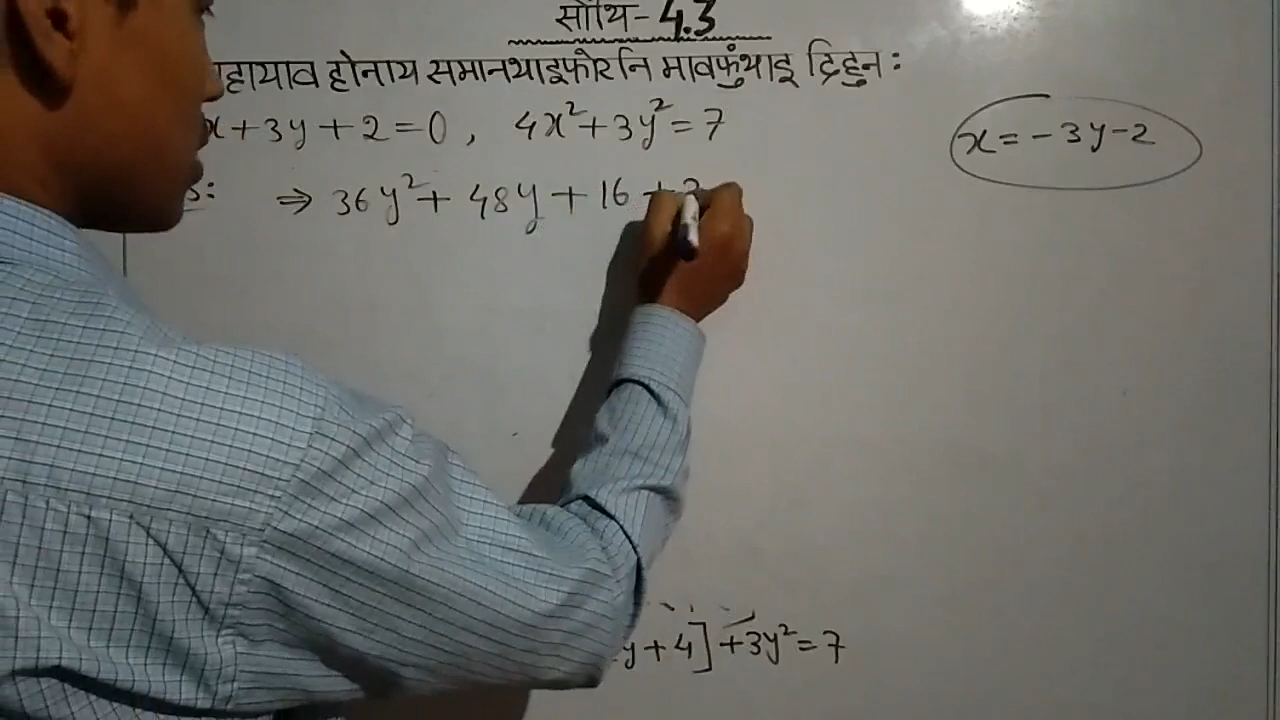 सोंथि- 4.3
होनाय समानथाइफोरनि मावफुंथाइ दिहुन :
x+3y+2=0, 4x²+3y²=7
x=-3y-2
⇒ 36y²+ 48y+16+3
y+4]+3y²=7